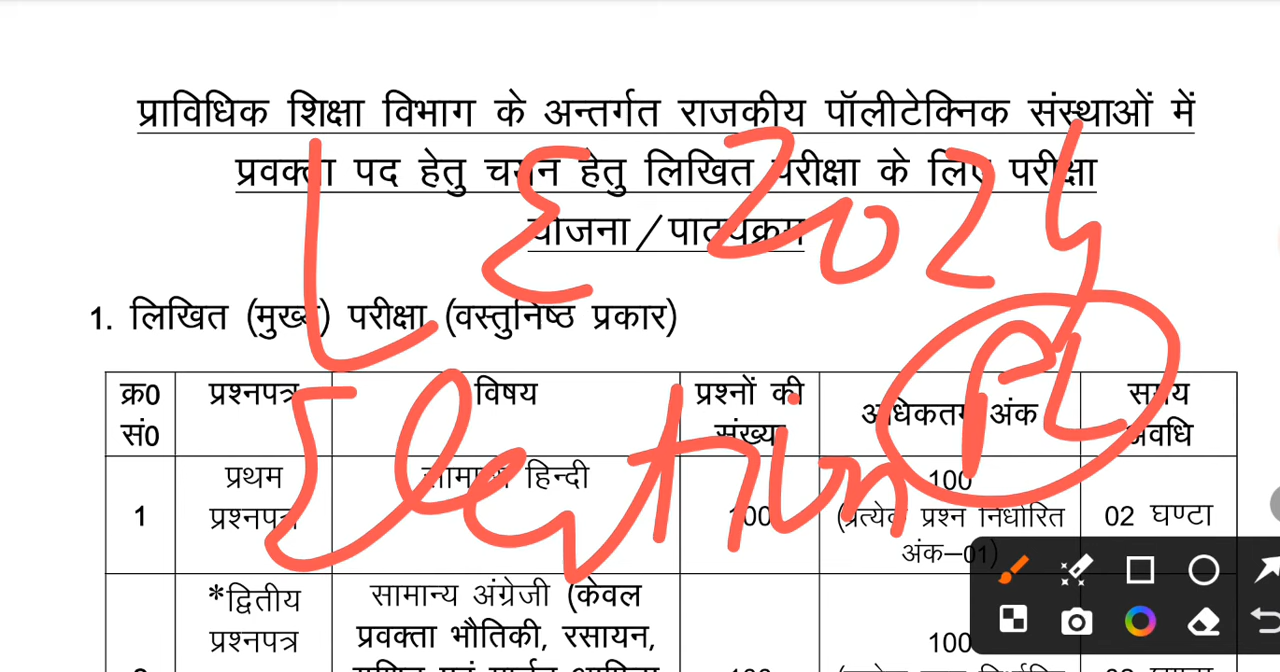 प्राविधिक शिक्षा विभाग के अन्तर्गत राजकीय पॉलीटेक्निक संस्थाओं में
प्रवक्ता पद हेतु चयन हेतु लिखित परीक्षा के लिए परीक्षा
योजना/पाठ्यक्रम
2024
1. लिखित (मुख्य) परीक्षा (वस्तुनिष्ठ प्रकार)
क्र0 सं0
प्रश्नपत्र
विषय
प्रश्नों की संख्या
अधिकतम अंक
समय अवधि
1
प्रथम प्रश्नपत्र
सामान्य हिन्दी
100
100
(प्रत्येक प्रश्न निर्धारित अंक–01)
02 घण्टा
*द्वितीय प्रश्नपत्र
सामान्य अंग्रेजी (केवल
प्रवक्ता भौतिकी, रसायन,
100